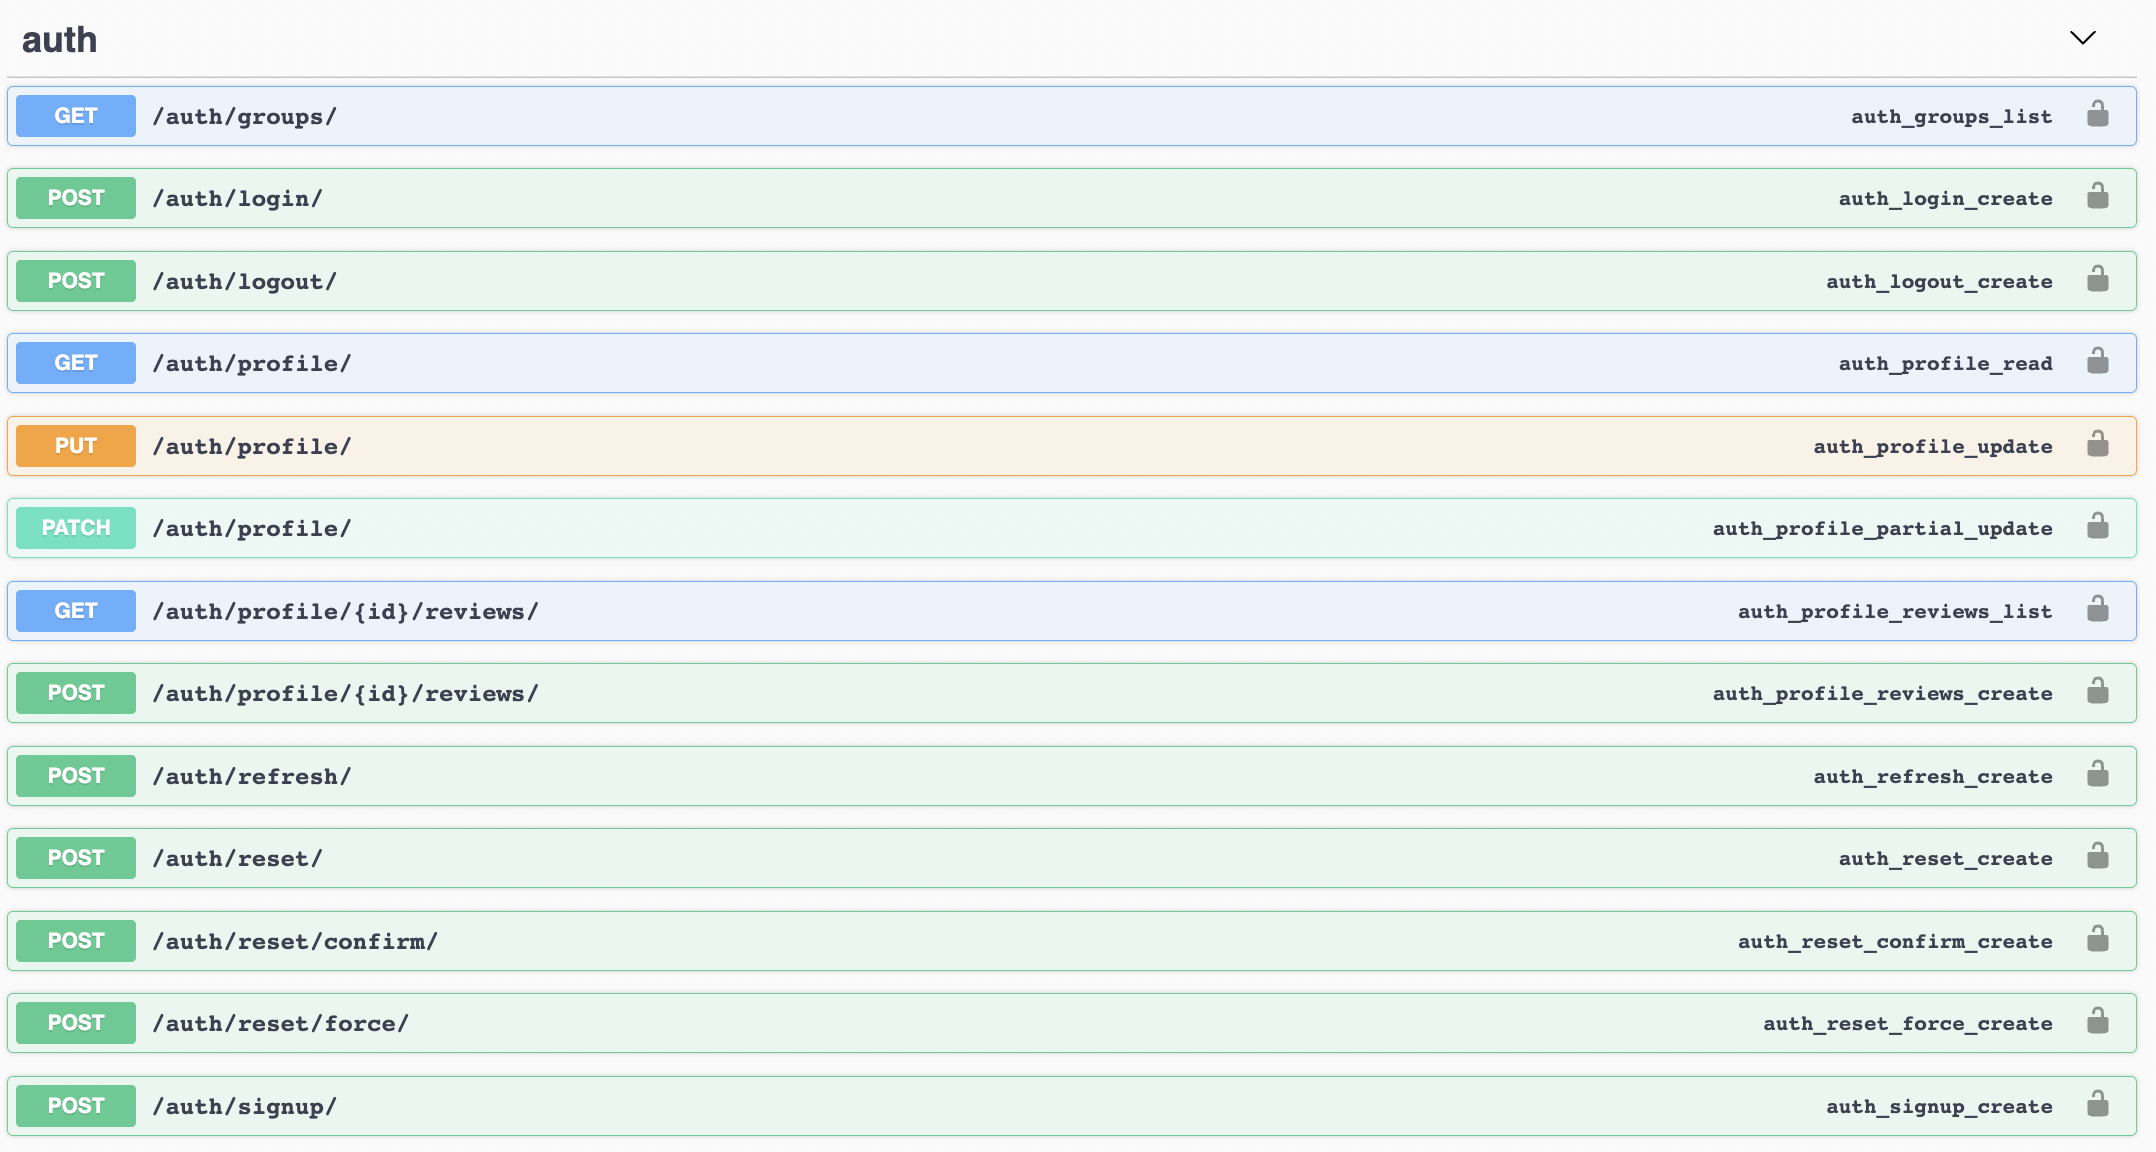 auth
GET /auth/groups/ auth_groups_list
POST /auth/login/ auth_login_create
POST /auth/logout/ auth_logout_create
GET /auth/profile/ auth_profile_read
PUT /auth/profile/ auth_profile_update
PATCH /auth/profile/ auth_profile_partial_update
GET /auth/profile/{id}/reviews/ auth_profile_reviews_list
POST /auth/profile/{id}/reviews/ auth_profile_reviews_create
POST /auth/refresh/ auth_refresh_create
POST /auth/reset/ auth_reset_create
POST /auth/reset/confirm/ auth_reset_confirm_create
POST /auth/reset/force/ auth_reset_force_create
POST /auth/signup/ auth_signup_create